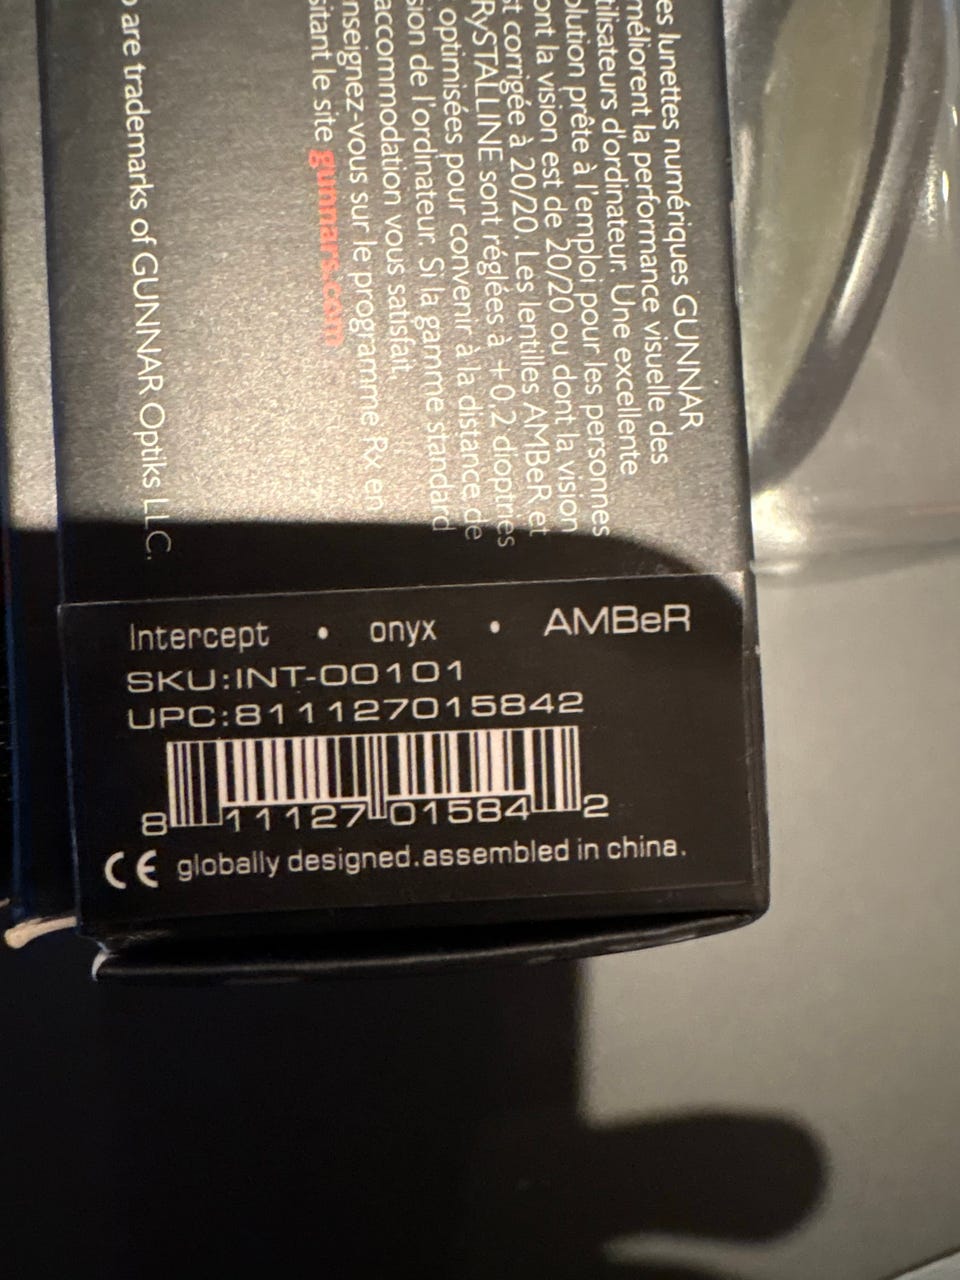 es lunettes numériques GUNNAR
méliorent la performance visuelle des
tilisateurs d'ordinateur. Une excellente
olution prête à l'emploi pour les personnes
ont la vision est de 20/20 ou dont la vision
st corrigée à 20/20. Les lentilles AMBeR et
RySTALLINE sont réglées à +0.2 dioptries
optimisées pour convenir à la distance de
sion de l'ordinateur. Si la gamme standard
accommodation vous satisfait,
nseignez-vous sur le programme Rx en
sitant le site gunnars.com
are trademarks of GUNNAR Optiks LLC.
Intercept • onyx • AMBeR
SKU:INT-00101
UPC:811127015842
8 11127 01584 2
CE globally designed.assembled in china.